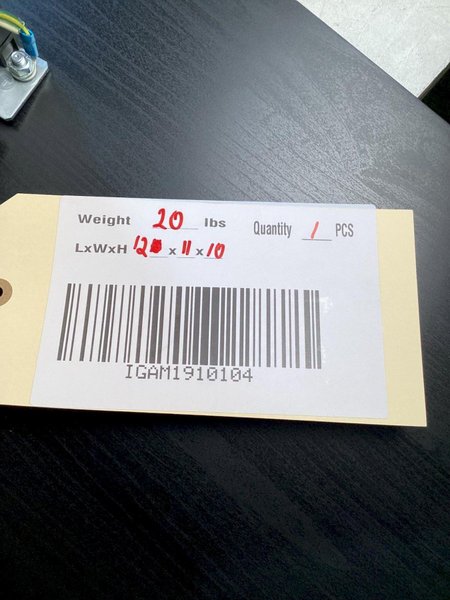 Weight 20 lbs Quantity 1 PCS
LxWxH 12 x 11 x 10
IGAM1910104